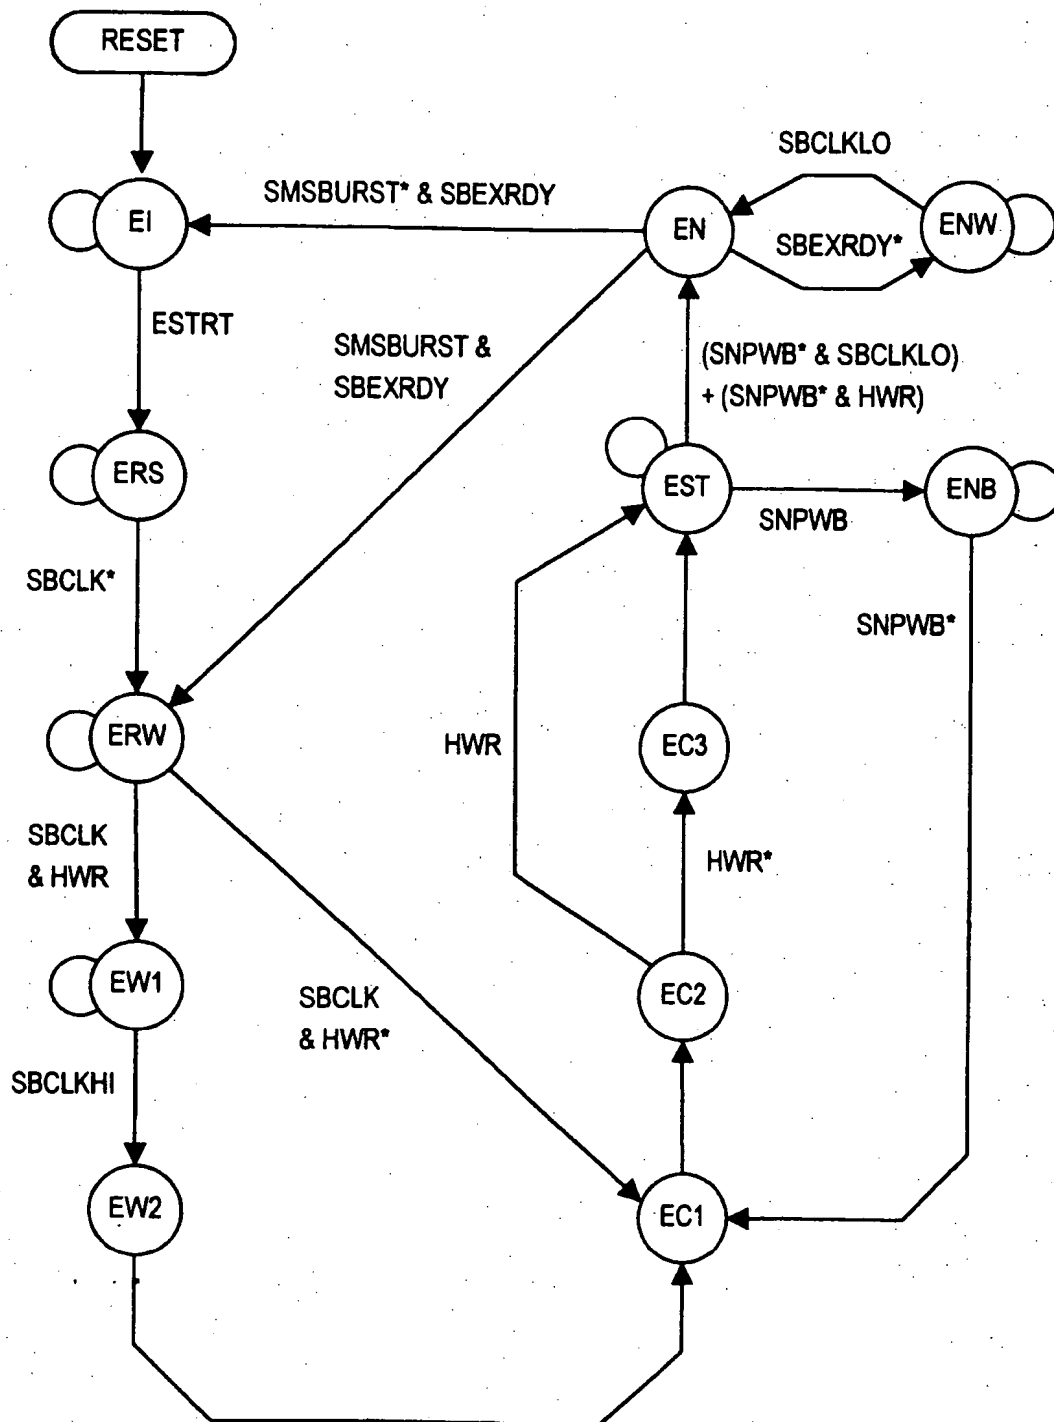 RESET
SBCLKLO
SMSBURST* & SBEXRDY
EI
EN
ENW
SBEXRDY*
ESTRT
SMSBURST &
SBEXRDY
(SNPWB* & SBCLKLO)
+ (SNPWB* & HWR)
ERS
EST
ENB
SNPWB
SBCLK*
SNPWB*
ERW
HWR
EC3
SBCLK
& HWR
HWR*
EW1
EC2
SBCLK
& HWR*
SBCLKHI
EW2
EC1